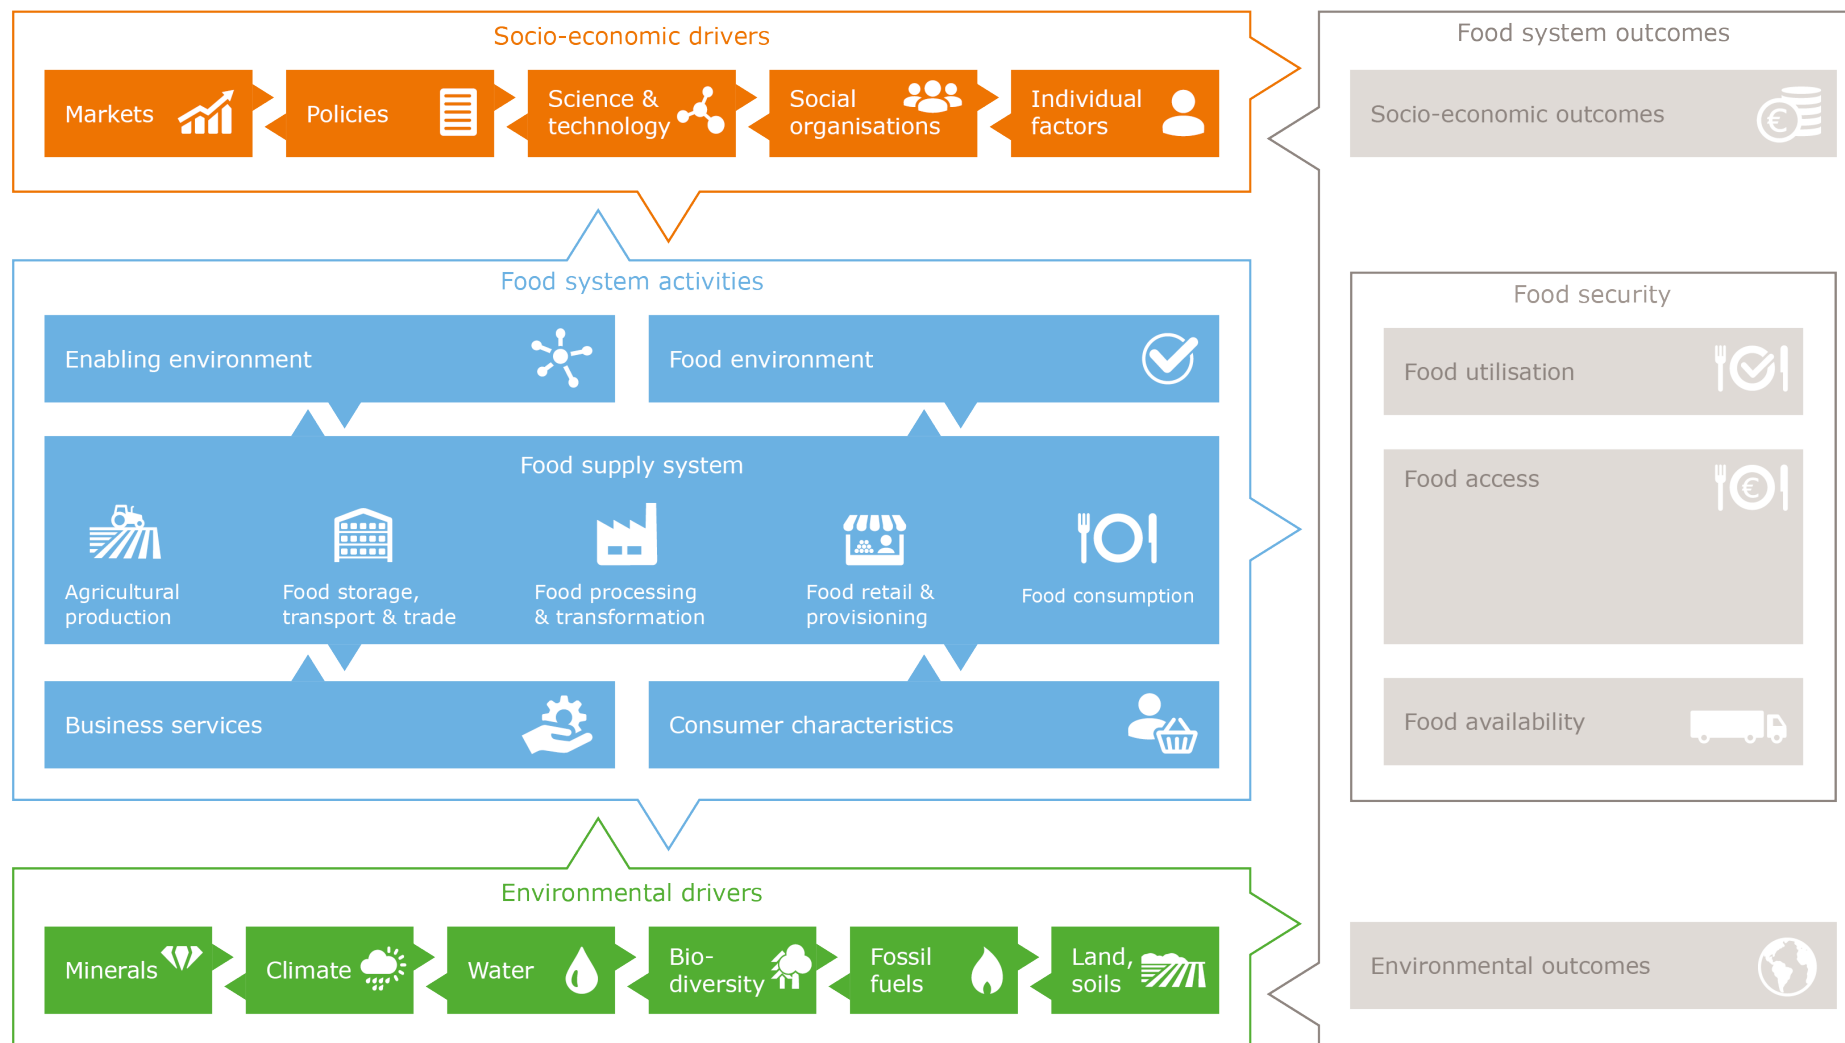 Socio-economic drivers
Markets
Policies
Science &
technology
Social
organisations
Individual
factors
Food system activities
Enabling environment
Food environment
Food supply system
Agricultural
production
Food storage,
transport & trade
Food processing
& transformation
Food retail &
provisioning
Food consumption
Business services
Consumer characteristics
Environmental drivers
Minerals
Climate
Water
Bio-
diversity
Fossil
fuels
Land,
soils
Food system outcomes
Socio-economic outcomes
€
Food security
Food utilisation
Food access
€
Food availability
Environmental outcomes